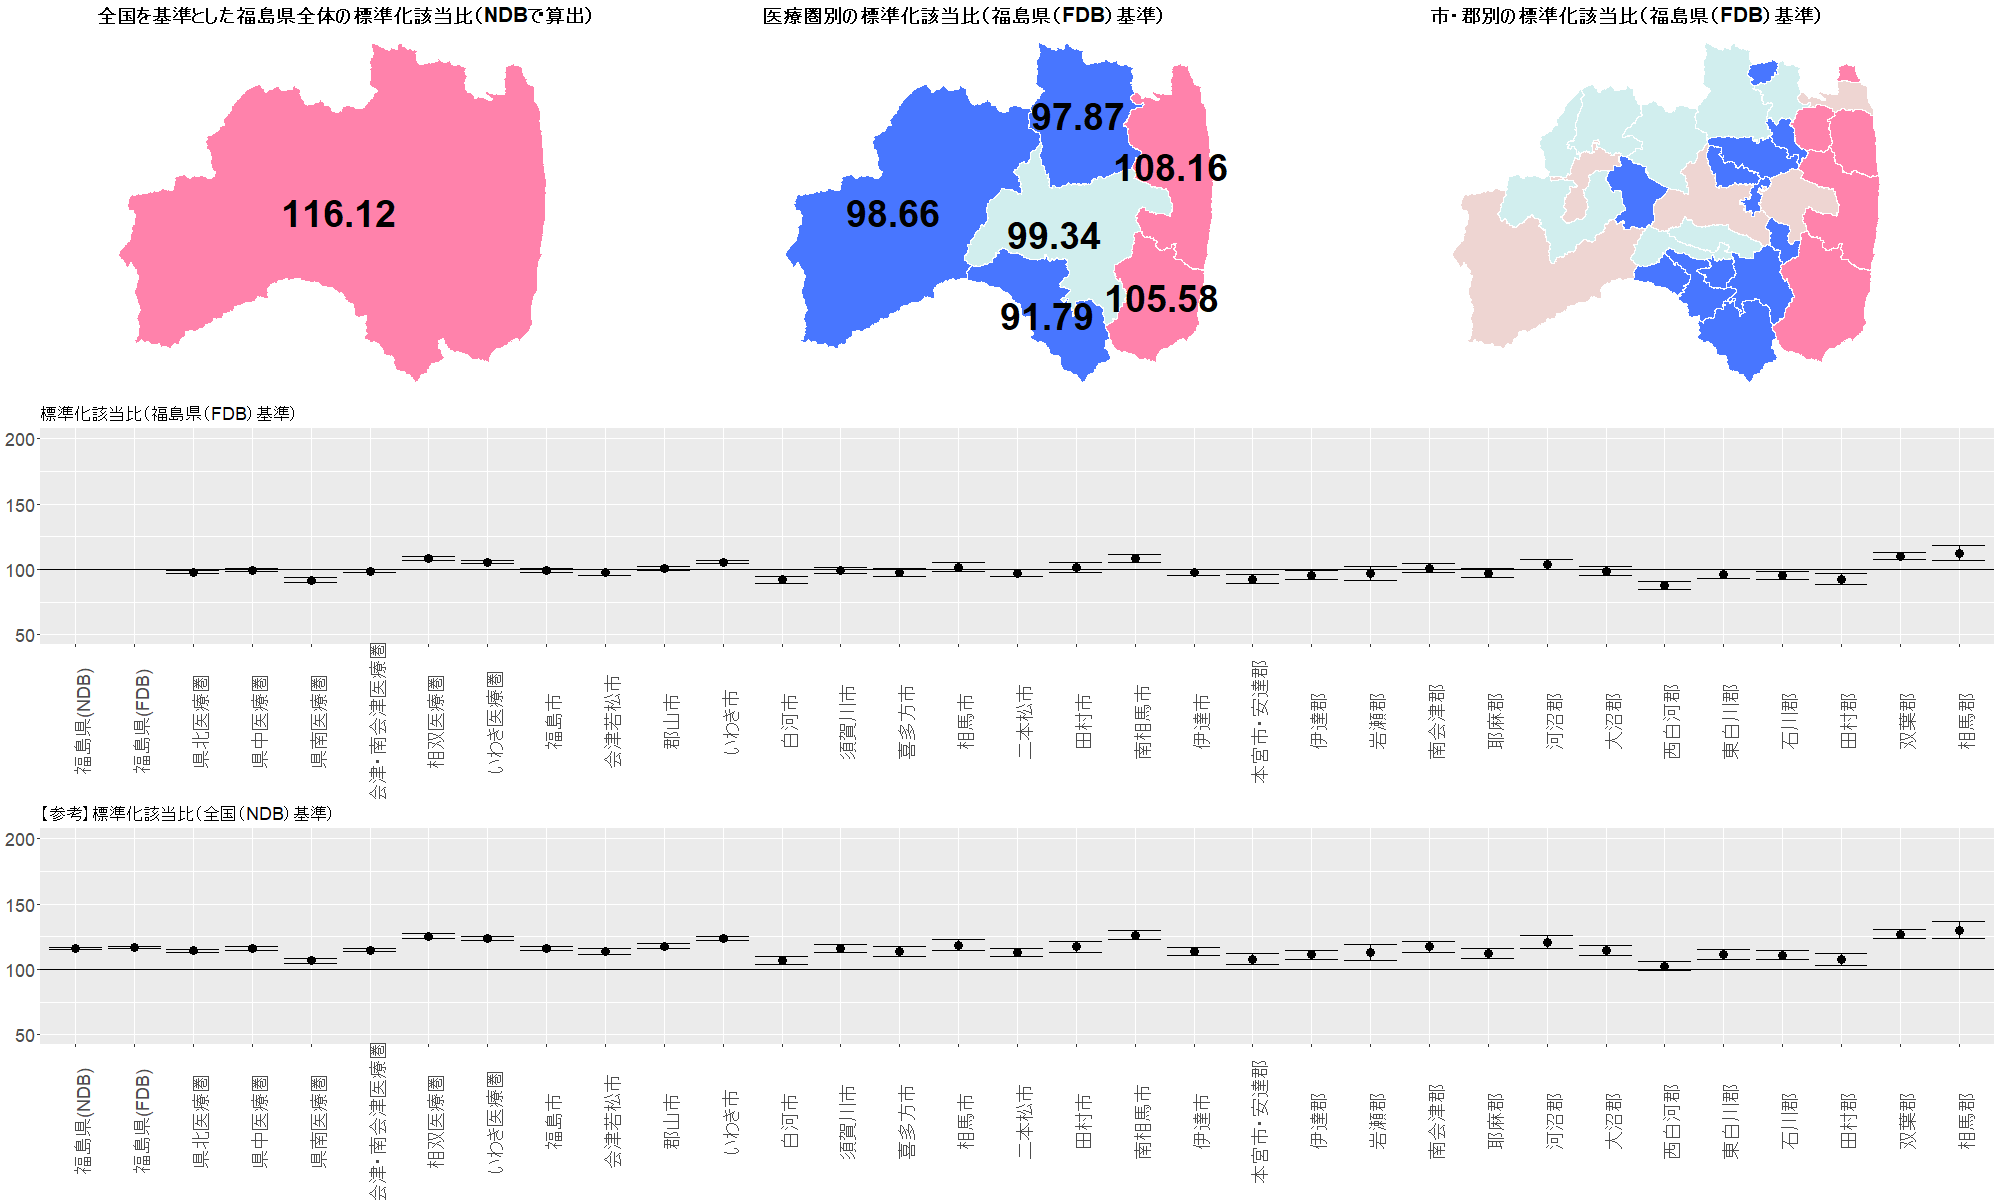 全国を基準とした福島県全体の標準化該当比（NDBで算出）
医療圏別の標準化該当比（福島県（FDB）基準）
市・郡別の標準化該当比（福島県（FDB）基準）
116.12
97.87
108.16
98.66
99.34
105.58
91.79
標準化該当比（福島県（FDB）基準）
200
150
100
50
福島県(NDB)
福島県(FDB)
県北医療圏
県中医療圏
県南医療圏
会津・南会津医療圏
相双医療圏
いわき医療圏
福島市
会津若松市
郡山市
いわき市
白河市
須賀川市
喜多方市
相馬市
二本松市
田村市
南相馬市
伊達市
本宮市・安達郡
伊達郡
岩瀬郡
南会津郡
耶麻郡
河沼郡
大沼郡
西白河郡
東白川郡
石川郡
田村郡
双葉郡
相馬郡
【参考】標準化該当比（全国（NDB）基準）
200
150
100
50
福島県(NDB)
福島県(FDB)
県北医療圏
県中医療圏
県南医療圏
会津・南会津医療圏
相双医療圏
いわき医療圏
福島市
会津若松市
郡山市
いわき市
白河市
須賀川市
喜多方市
相馬市
二本松市
田村市
南相馬市
伊達市
本宮市・安達郡
伊達郡
岩瀬郡
南会津郡
耶麻郡
河沼郡
大沼郡
西白河郡
東白川郡
石川郡
田村郡
双葉郡
相馬郡